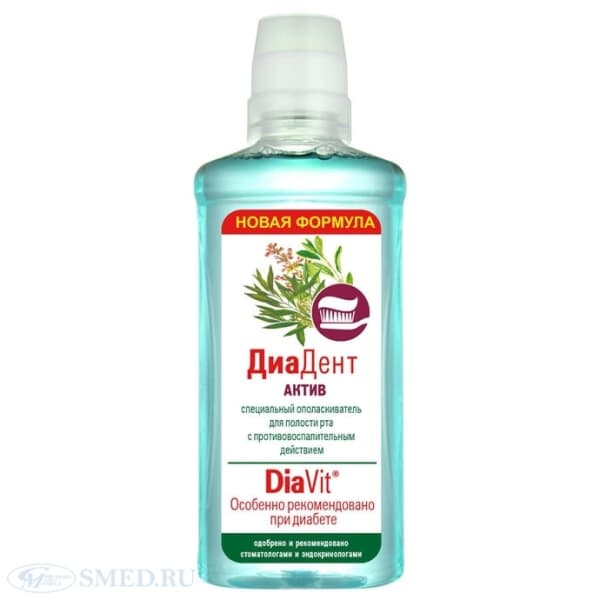 НОВАЯ ФОРМУЛА
ДиаДент
АКТИВ
специальный ополаскиватель
для полости рта
с противовоспалительным
действием
DiaVit®
Особенно рекомендовано
при диабете
одобрено и рекомендовано
стоматологами и эндокринологами
SMED.RU